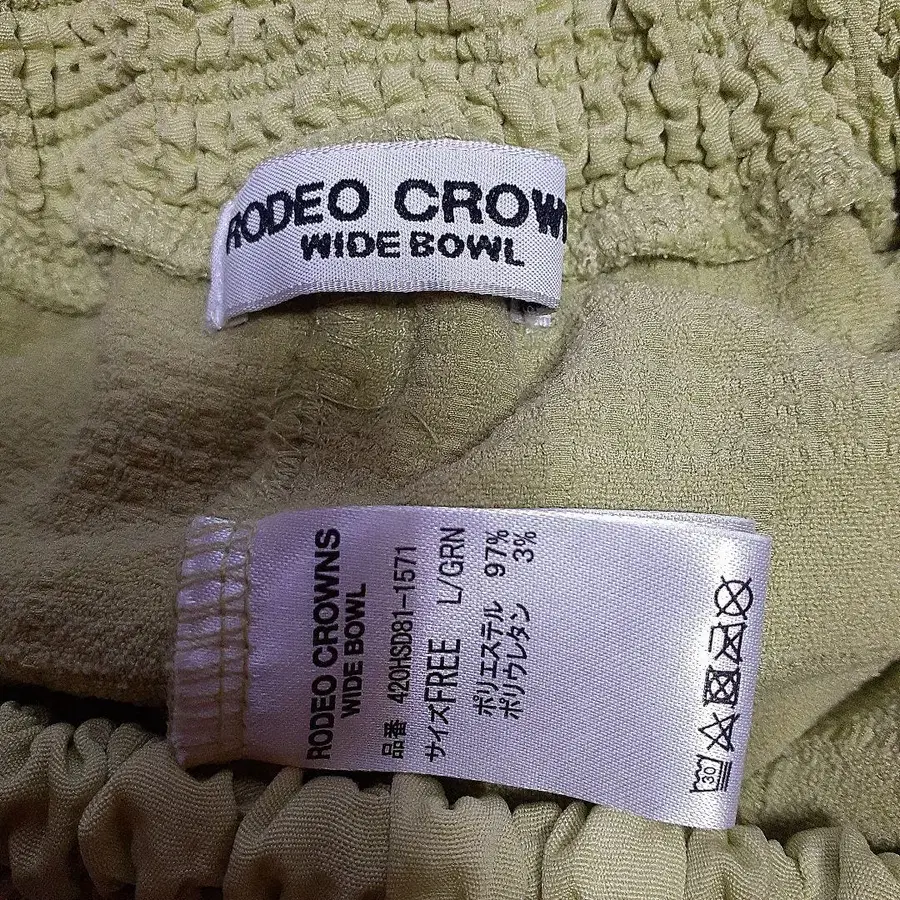 RODEO CROWN
WIDE BOWL
RODEO CROWNS
WIDE BOWL
品番 420HSD81-1571
サイズFREE L/GRN
ポリエステル 97%
ポリウレタン 3%
30